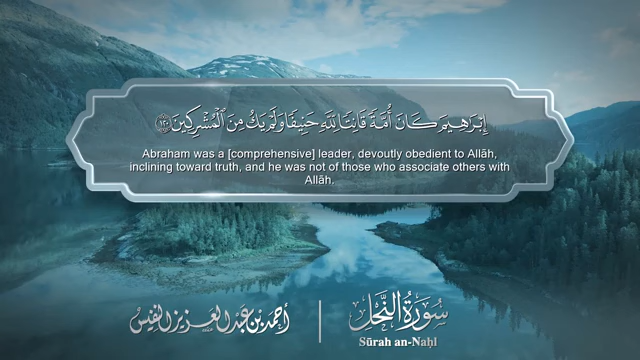 إِبْرَٰهِيمَ كَانَ أُمَّةً قَانِتًا لِّلَّهِ حَنِيفًا وَلَمْ يَكُ مِنَ ٱلْمُشْرِكِينَ ١٢٠
Abraham was a [comprehensive] leader, devoutly obedient to Allāh,
inclining toward truth, and he was not of those who associate others with
Allāh.
سُورَةُ النَّحْل
Sūrah an-Naḥl
أحمد بن عبد العزيز النفيس